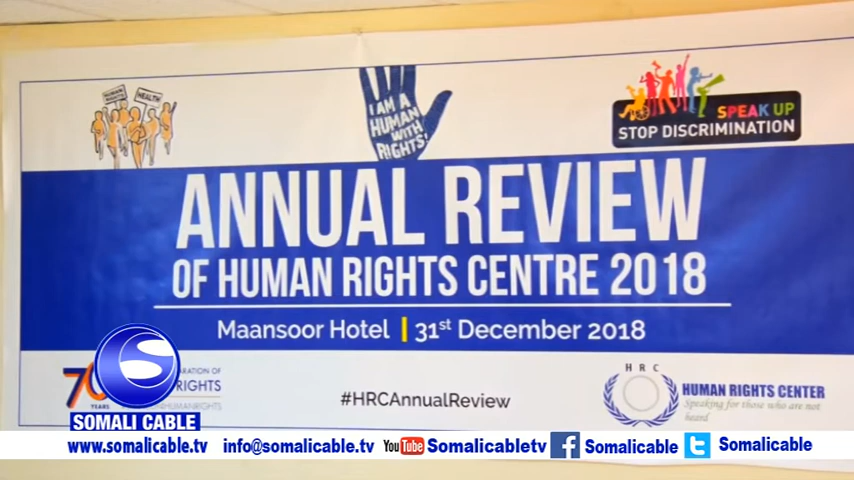 HUMAN RIGHTS
HEALTH
I AM A
HUMAN
WITH
RIGHTS!
SPEAK UP
STOP DISCRIMINATION
ANNUAL REVIEW
OF HUMAN RIGHTS CENTRE 2018
Maansoor Hotel | 31st December 2018
70
YEARS
RIGHTS
#HRCAnnualReview
HRC
HUMAN RIGHTS CENTER
Speaking for those who are not
heard
S
SOMALI CABLE
www.somalicable.tv info@somalicable.tv YouTube Somalicabletv f Somalicable t Somalicable